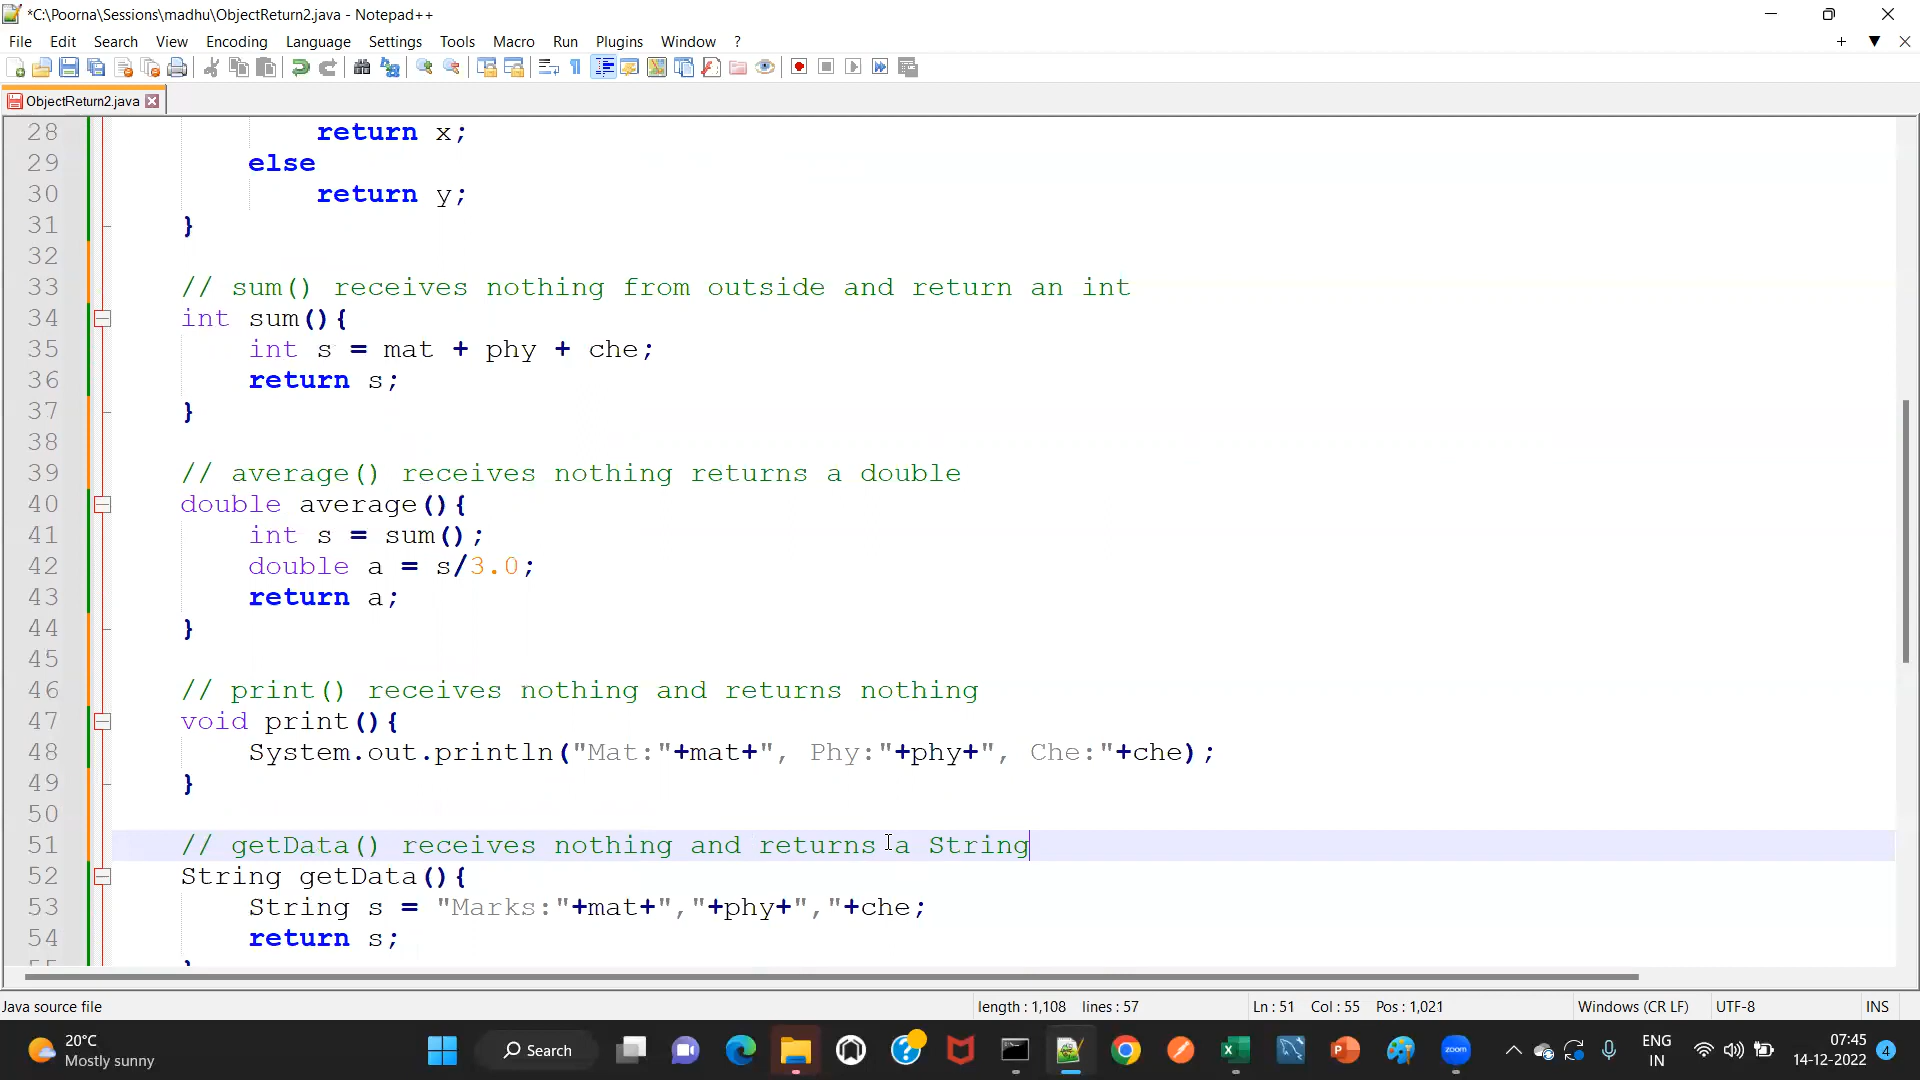 *C:\Poorna\Sessions\madhu\ObjectReturn2.java - Notepad++
File Edit Search View Encoding Language Settings Tools Macro Run Plugins Window ?
ObjectReturn2.java
28 return x;
29 else
30 return y;
31 }
32
33 // sum() receives nothing from outside and return an int
34 int sum(){
35 int s = mat + phy + che;
36 return s;
37 }
38
39 // average() receives nothing returns a double
40 double average(){
41 int s = sum();
42 double a = s/3.0;
43 return a;
44 }
45
46 // print() receives nothing and returns nothing
47 void print(){
48 System.out.println("Mat:"+mat+", Phy:"+phy+", Che:"+che);
49 }
50
51 // getData() receives nothing and returns a String
52 String getData(){
53 String s = "Marks:"+mat+","+phy+","+che;
54 return s;
55 }
Java source file length : 1,108 lines : 57 Ln : 51 Col : 55 Pos : 1,021 Windows (CR LF) UTF-8 INS
20°C
Mostly sunny
Search
zoom
ENG
IN
07:45
14-12-2022
4